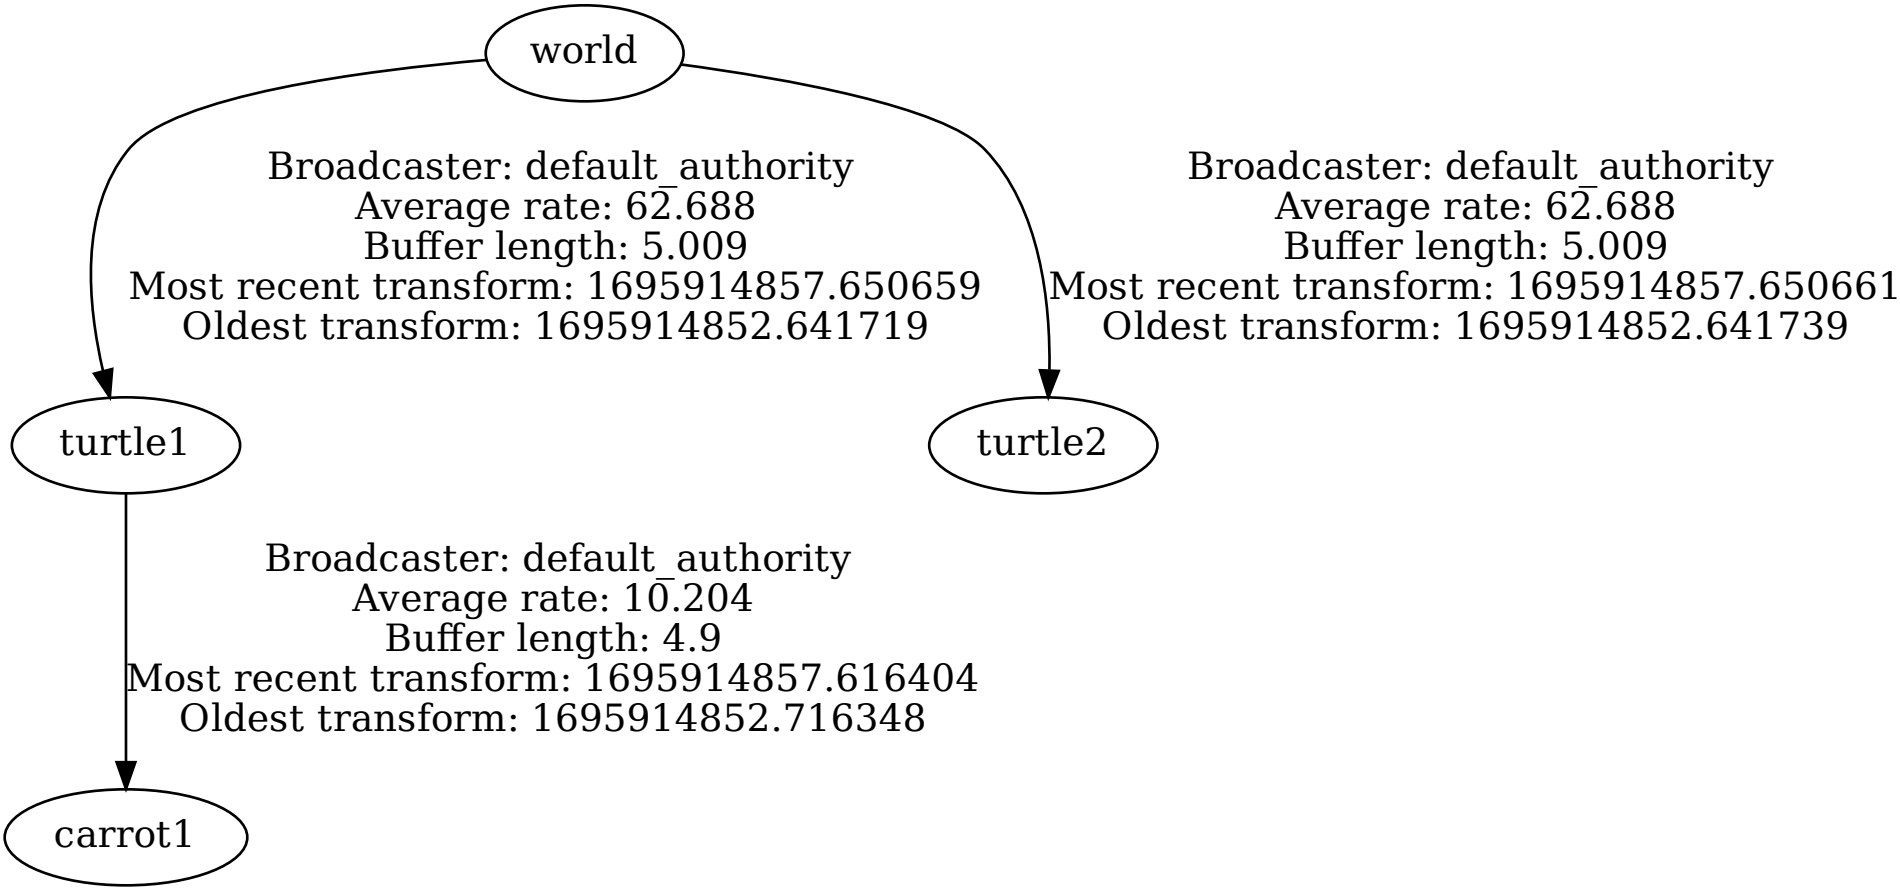 world
Broadcaster: default_authority
Average rate: 62.688
Buffer length: 5.009
Most recent transform: 1695914857.650659
Oldest transform: 1695914852.641719
Broadcaster: default_authority
Average rate: 62.688
Buffer length: 5.009
Most recent transform: 1695914857.650661
Oldest transform: 1695914852.641739
turtle1
turtle2
Broadcaster: default_authority
Average rate: 10.204
Buffer length: 4.9
Most recent transform: 1695914857.616404
Oldest transform: 1695914852.716348
carrot1